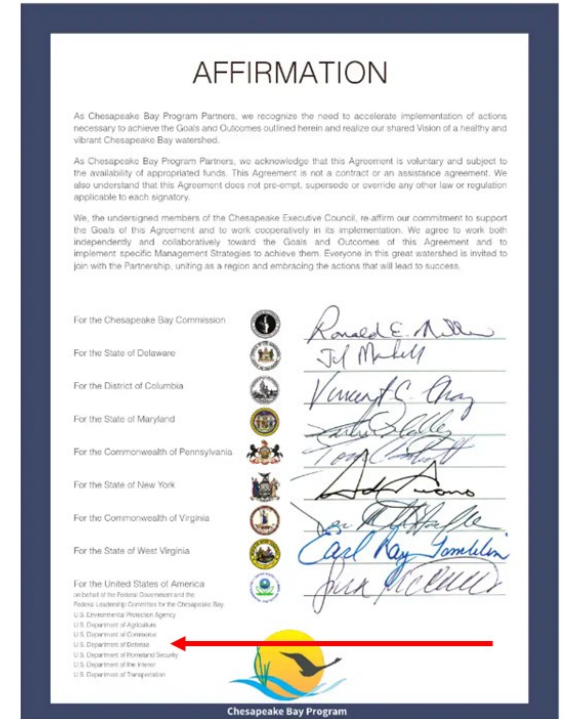 AFFIRMATION
As Chesapeake Bay Program Partners, we recognize the need to accelerate implementation of actions
necessary to achieve the Goals and Outcomes outlined herein and realize our shared Vision of a healthy and
vibrant Chesapeake Bay watershed.
As Chesapeake Bay Program Partners, we acknowledge that this Agreement is voluntary and subject to
the availability of appropriated funds. This Agreement is not a contract or an assistance agreement. We
also understand that this Agreement does not pre-empt, supersede or override any other law or regulation
applicable to each signatory.
We, the undersigned members of the Chesapeake Executive Council, re-affirm our commitment to support
the Goals of this Agreement and to work cooperatively in its implementation. We agree to work both
independently and collaboratively toward the Goals and Outcomes of this Agreement and to
implement specific Management Strategies to achieve them. Everyone in this great watershed is invited to
join with the Partnership, uniting as a region and embracing the actions that will lead to success.
For the Chesapeake Bay Commission Ronald E. Miller
For the State of Delaware
For the District of Columbia Vincent C. Gray
For the State of Maryland
For the Commonwealth of Pennsylvania
For the State of New York
For the Commonwealth of Virginia
For the State of West Virginia Earl Ray Tomblin
For the United States of America
on behalf of the Federal Government and the
Federal Leadership Committee for the Chesapeake Bay
U.S. Environmental Protection Agency
U.S. Department of Agriculture
U.S. Department of Commerce
U.S. Department of Defense
U.S. Department of Homeland Security
U.S. Department of the Interior
U.S. Department of Transportation
Chesapeake Bay Program